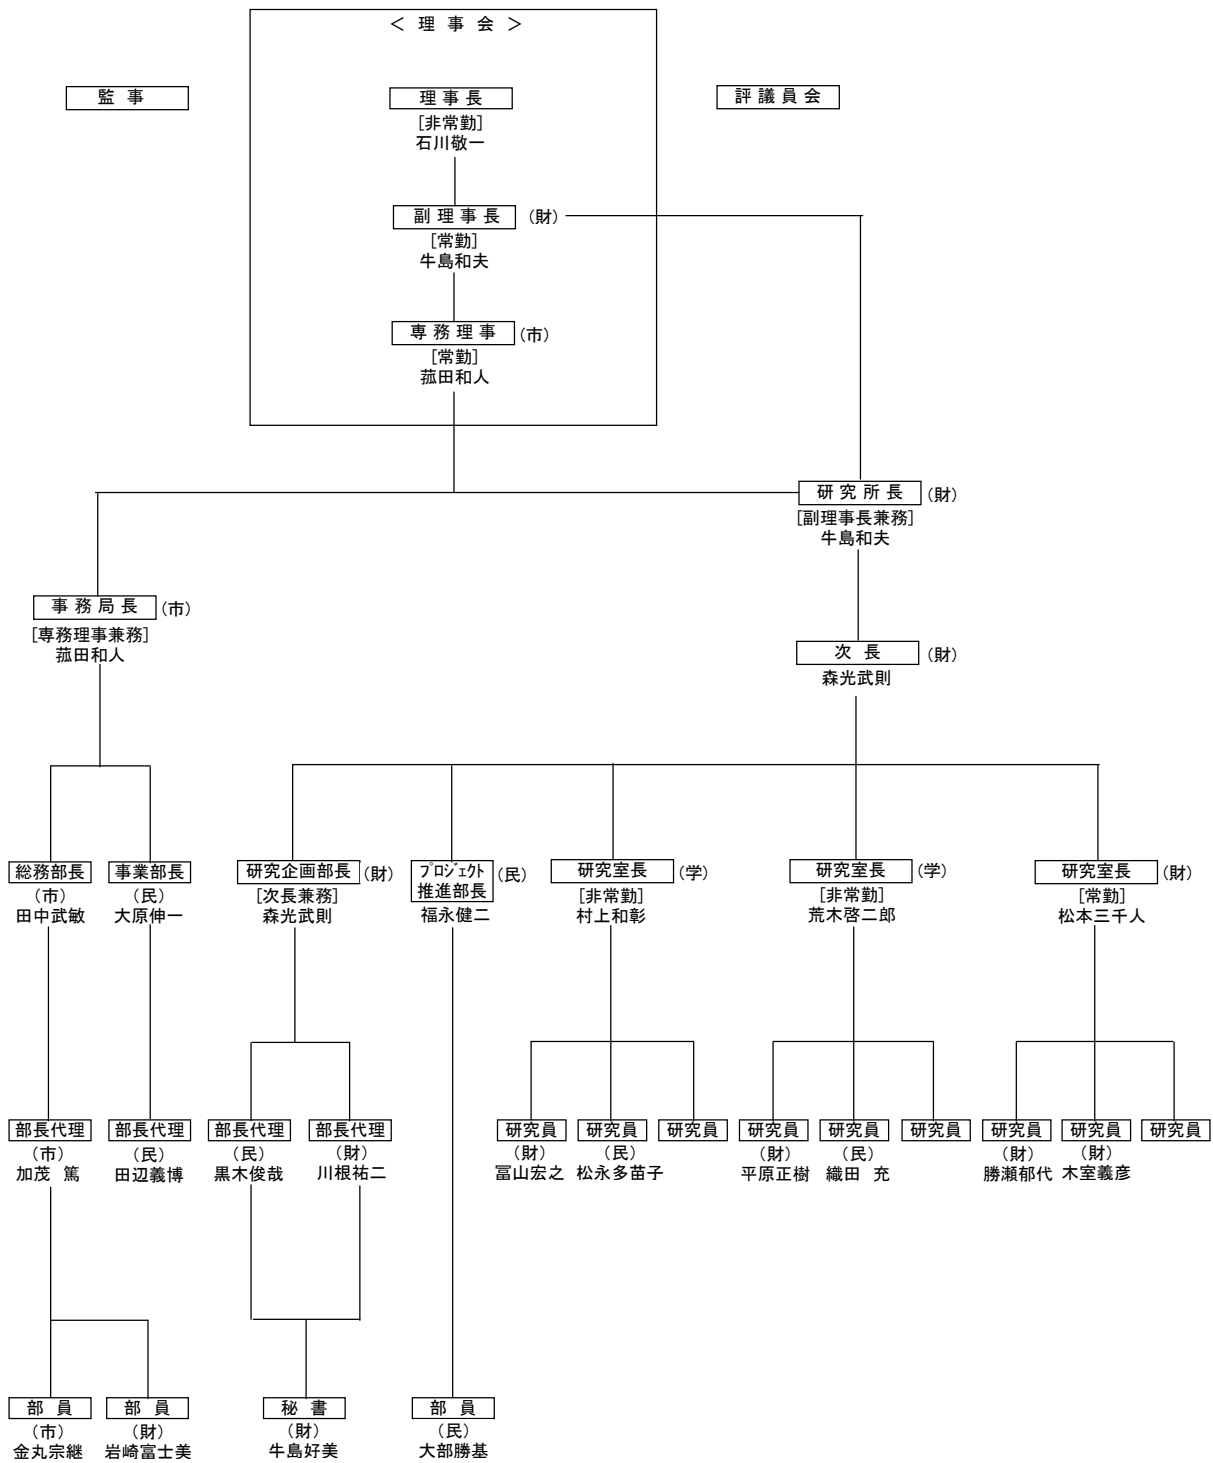 ＜ 理 事 会 ＞
監 事
理 事 長
評 議 員 会
[非常勤]
石川敬一
副 理 事 長 （財）
[常勤]
牛島和夫
専 務 理 事 （市）
[常勤]
菰田和人
研 究 所 長 （財）
[副理事長兼務]
牛島和夫
事 務 局 長 （市）
[専務理事兼務]
菰田和人
次 長 （財）
森光武則
総務部長
（市）
田中武敏
事業部長
（民）
大原伸一
研究企画部長 （財）
[次長兼務]
森光武則
プロジェクト
推進部長 （民）
福永健二
研究室長 （学）
[非常勤]
村上和彰
研究室長 （学）
[非常勤]
荒木啓二郎
研究室長 （財）
[常勤]
松本三千人
部長代理
（市）
加茂 篤
部長代理
（民）
田辺義博
部長代理
（民）
黒木俊哉
部長代理
（財）
川根祐二
研究員
（財）
冨山宏之
研究員
（民）
松永多苗子
研究員
研究員
（財）
平原正樹
研究員
（民）
織田 充
研究員
研究員
（財）
勝瀬郁代
研究員
（財）
木室義彦
研究員
部 員
（市）
金丸宗継
部 員
（財）
岩崎富士美
秘 書
（財）
牛島好美
部 員
（民）
大部勝基